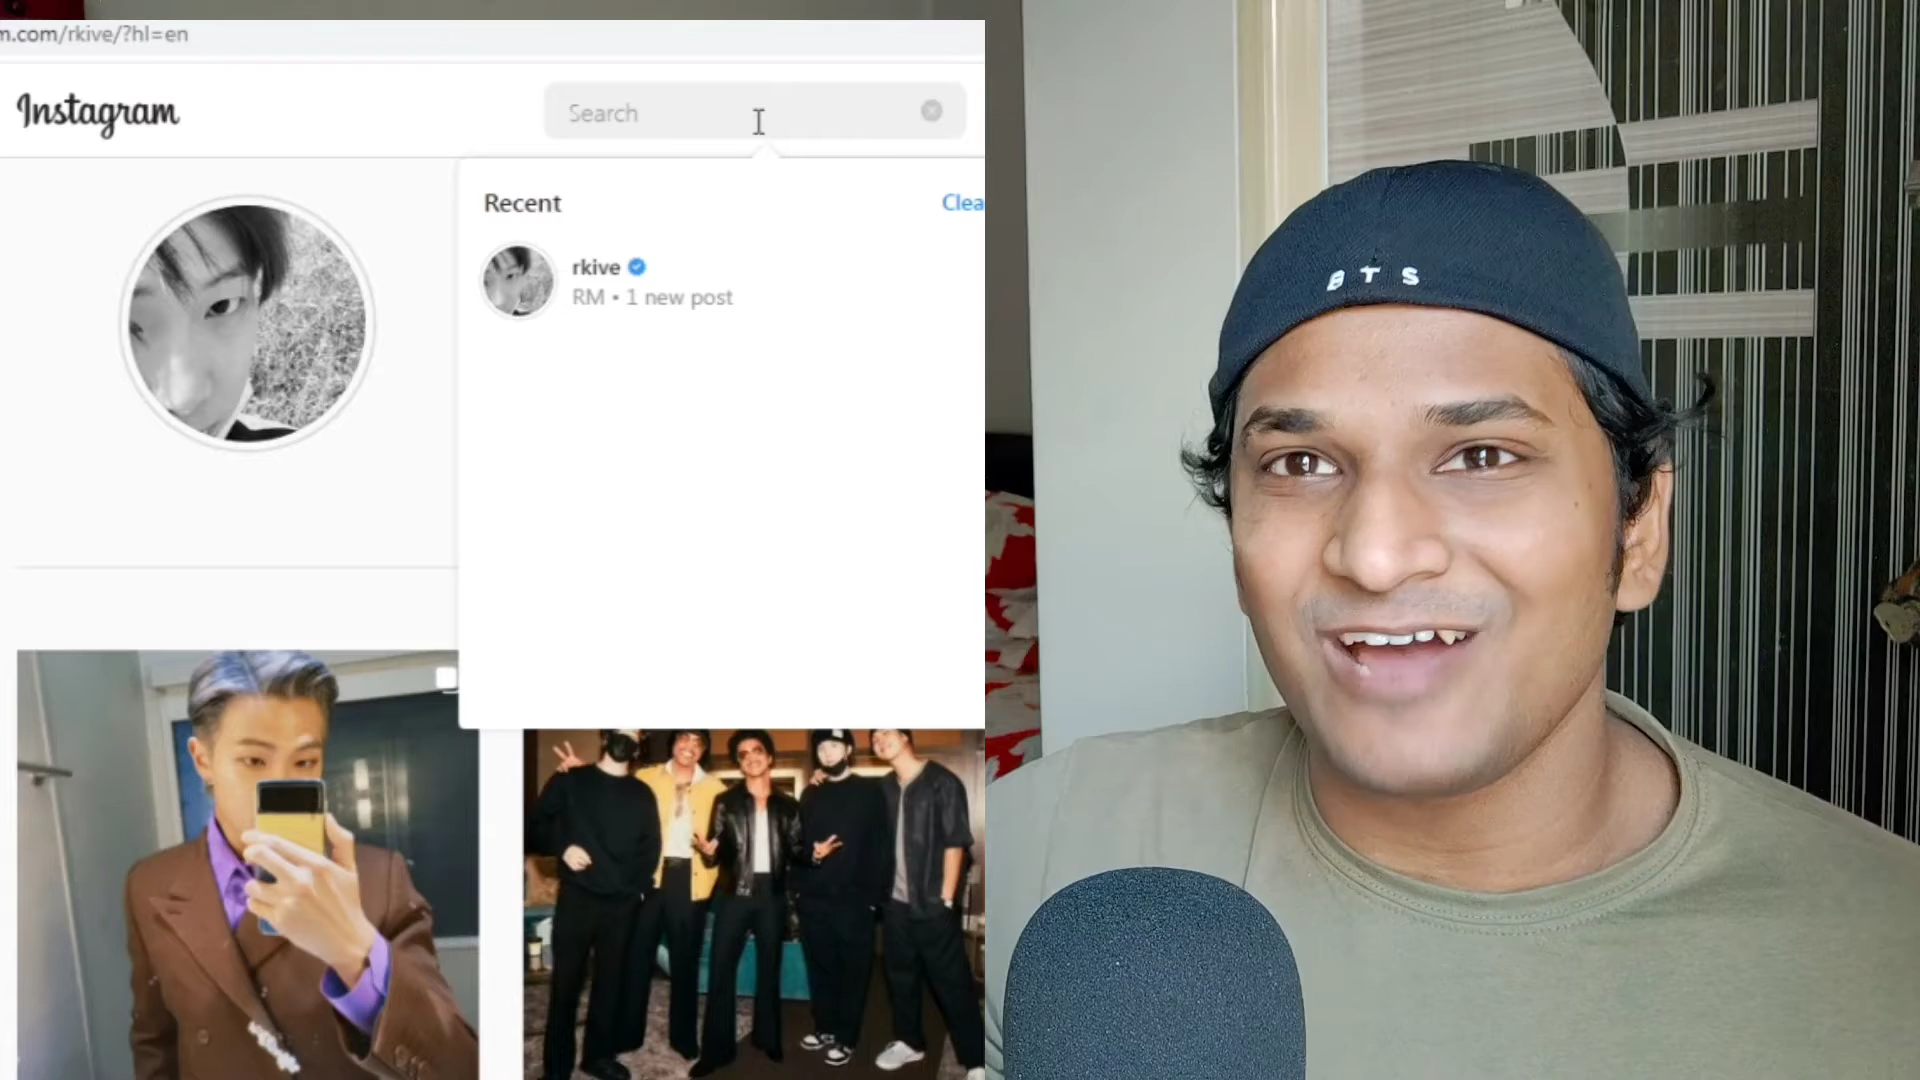 m.com/rkive/?hl=en
Instagram
Search
Recent
Clea
rkive
RM • 1 new post
BTS